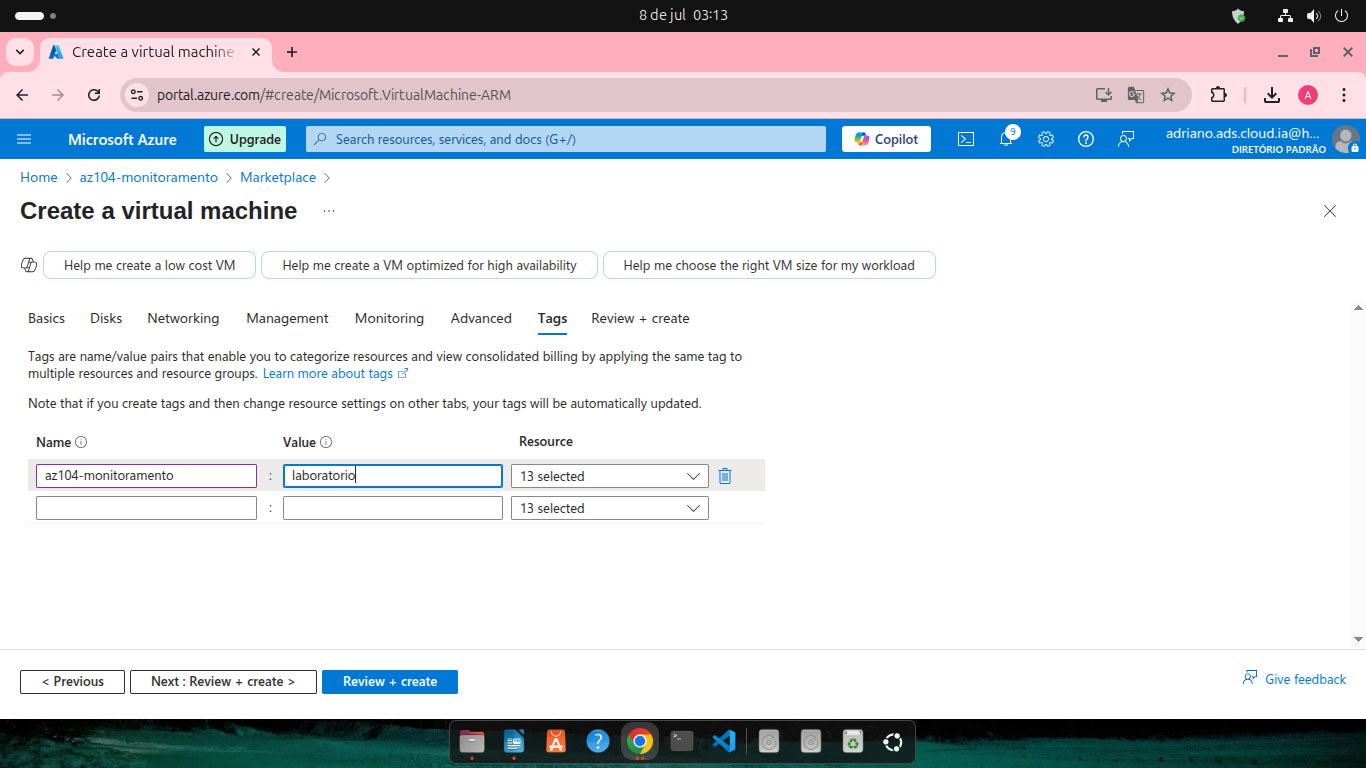 8 de jul 03:13
Create a virtual machine
portal.azure.com/#create/Microsoft.VirtualMachine-ARM
A
Microsoft Azure
Upgrade
Search resources, services, and docs (G+/)
Copilot
9
adriano.ads.cloud.ia@h...
DIRETÓRIO PADRÃO
Home > az104-monitoramento > Marketplace >
Create a virtual machine ...
Help me create a low cost VM
Help me create a VM optimized for high availability
Help me choose the right VM size for my workload
Basics Disks Networking Management Monitoring Advanced Tags Review + create
Tags are name/value pairs that enable you to categorize resources and view consolidated billing by applying the same tag to
multiple resources and resource groups. Learn more about tags
Note that if you create tags and then change resource settings on other tabs, your tags will be automatically updated.
Name Value Resource
az104-monitoramento : laboratorio 13 selected
: 13 selected
< Previous
Next : Review + create >
Review + create
Give feedback